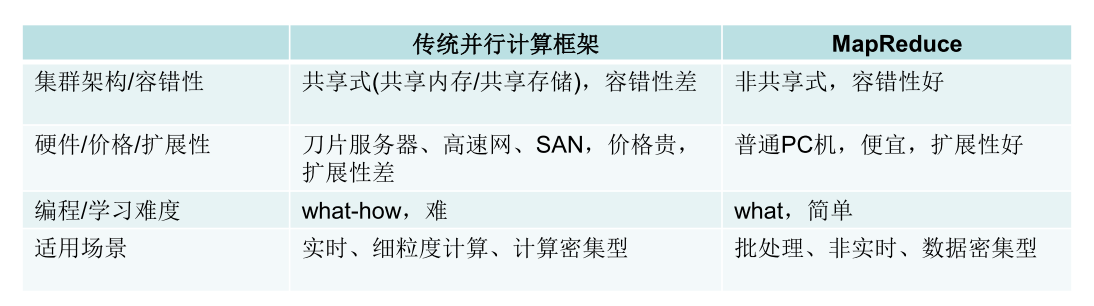 传统并行计算框架 MapReduce
集群架构/容错性 共享式(共享内存/共享存储)，容错性差 非共享式，容错性好
硬件/价格/扩展性 刀片服务器、高速网、SAN，价格贵， 普通PC机，便宜，扩展性好
扩展性差
编程/学习难度 what-how，难 what，简单
适用场景 实时、细粒度计算、计算密集型 批处理、非实时、数据密集型